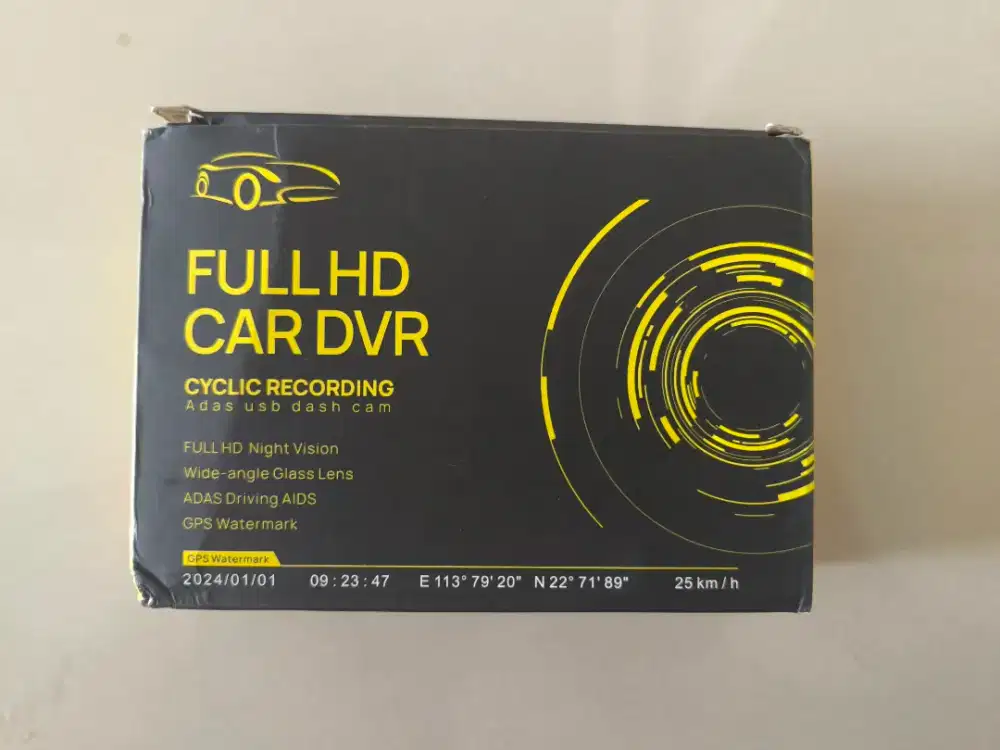 FULL HD
CAR DVR
CYCLIC RECORDING
Adas usb dash cam
FULL HD Night Vision
Wide-angle Glass Lens
ADAS Driving AIDS
GPS Watermark
GPS Watermark
2024/01/01 09 : 23 : 47 E 113° 79' 20" N 22° 71' 89" 25 km / h